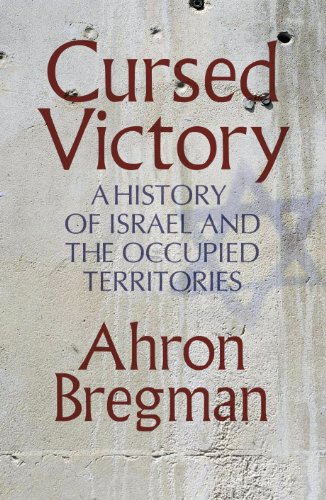 Cursed
Victory
A HISTORY
OF ISRAEL AND
THE OCCUPIED
TERRITORIES
Ahron
Bregman